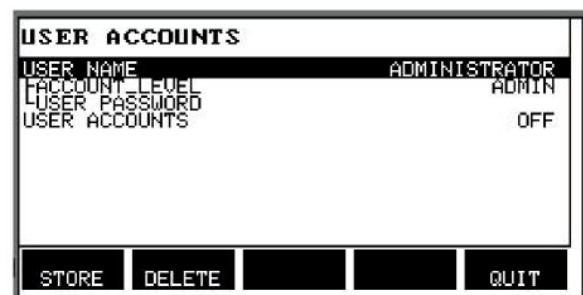 USER ACCOUNTS
USER NAME ADMINISTRATOR
ACCOUNT LEVEL ADMIN
USER PASSWORD
USER ACCOUNTS OFF
STORE DELETE QUIT